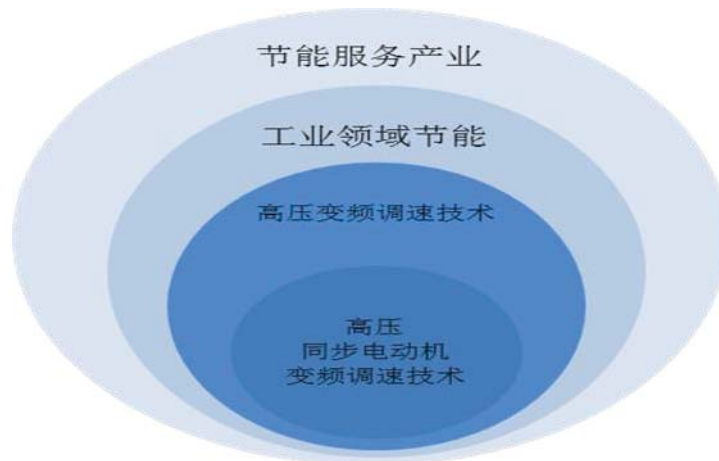 节能服务产业
工业领域节能
高压变频调速技术
高压
同步电动机
变频调速技术